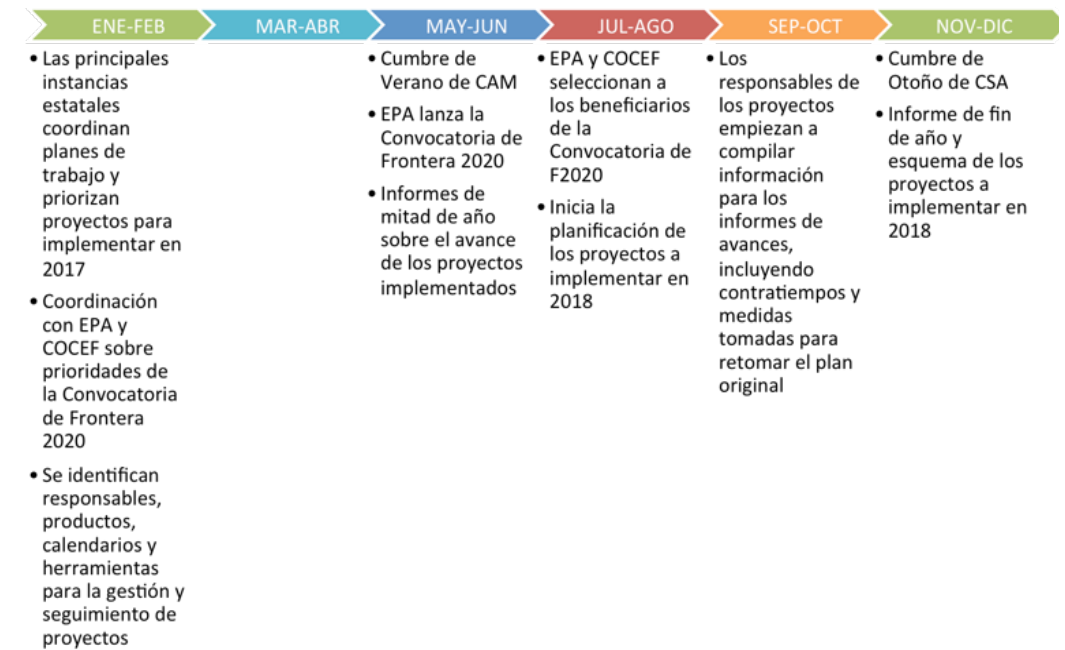 ENE-FEB
MAR-ABR
MAY-JUN
JUL-AGO
SEP-OCT
NOV-DIC
• Las principales
instancias
estatales
coordinan
planes de
trabajo y
priorizan
proyectos para
implementar en
2017
• Coordinación
con EPA y
COCEF sobre
prioridades de
la Convocatoria
de Frontera
2020
• Se identifican
responsables,
productos,
calendarios y
herramientas
para la gestión y
seguimiento de
proyectos
• Cumbre de
Verano de CAM
• EPA lanza la
Convocatoria de
Frontera 2020
• Informes de
mitad de año
sobre el avance
de los proyectos
implementados
• EPA y COCEF
seleccionan a
los beneficiarios
de la
Convocatoria de
F2020
• Inicia la
planificación de
los proyectos a
implementar en
2018
• Los
responsables de
los proyectos
empiezan a
compilar
información
para los
informes de
avances,
incluyendo
contratiempos y
medidas
tomadas para
retomar el plan
original
• Cumbre de
Otoño de CSA
• Informe de fin
de año y
esquema de los
proyectos a
implementar en
2018